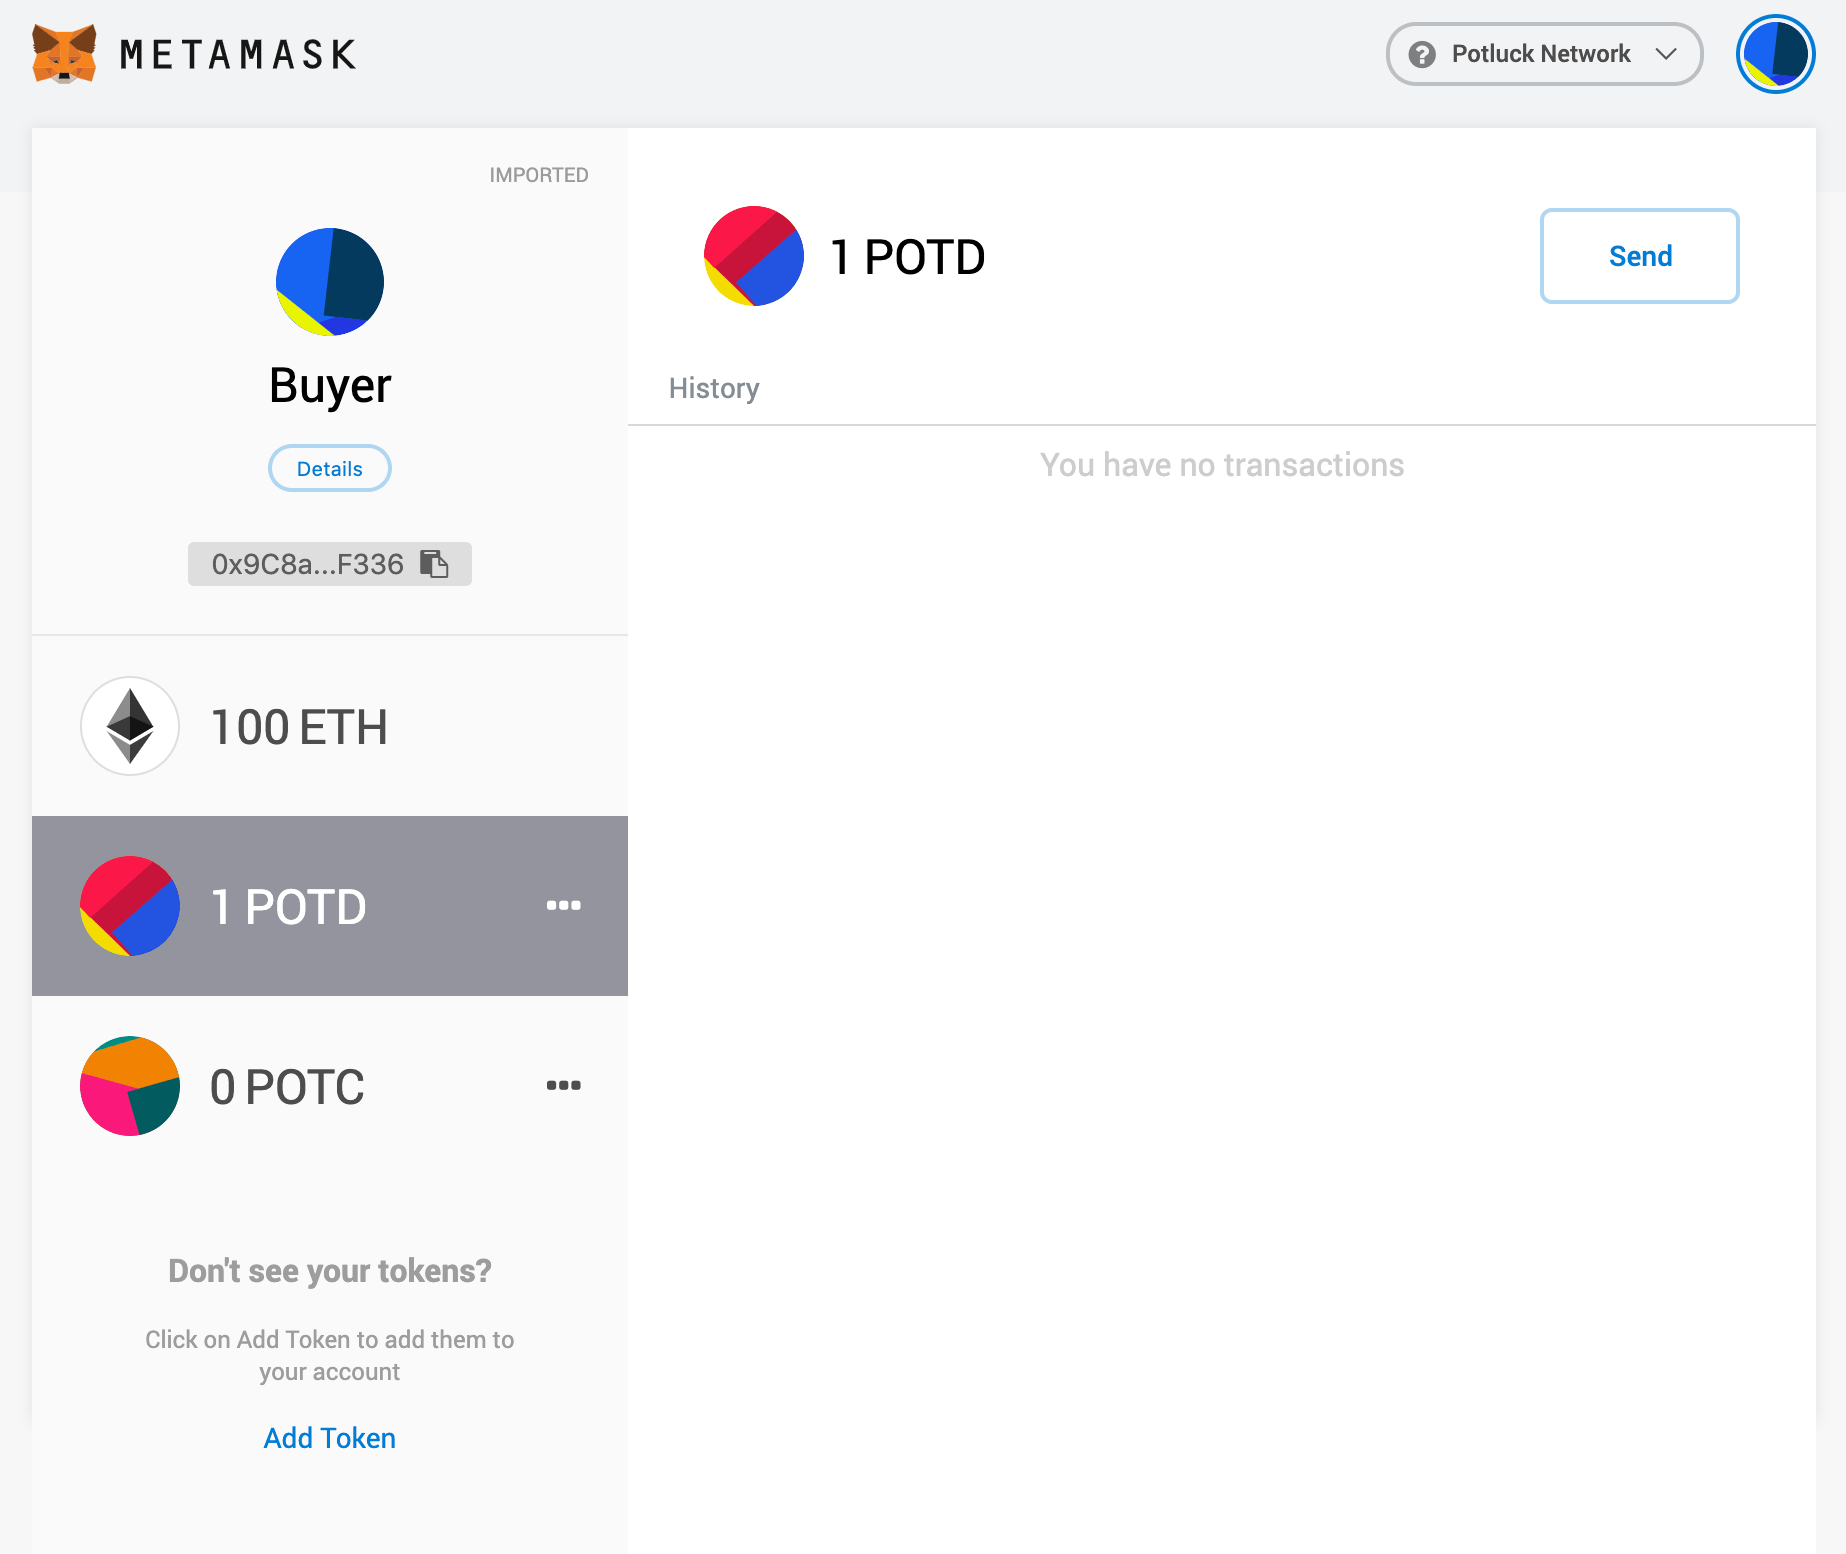 METAMASK
Potluck Network
IMPORTED
Buyer
Details
0x9C8a...F336
100 ETH
1 POTD
0 POTC
Don't see your tokens?
Click on Add Token to add them to
your account
Add Token
1 POTD
Send
History
You have no transactions